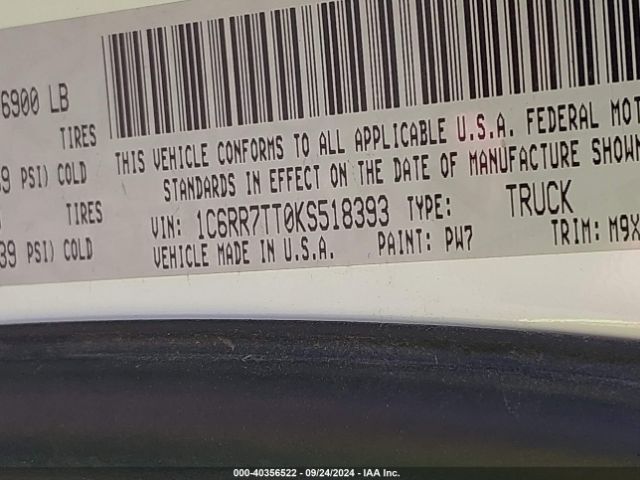 6900 LB
TIRES
39 PSI) COLD
TIRES
39 PSI) COLD
THIS VEHICLE CONFORMS TO ALL APPLICABLE U.S.A. FEDERAL MOT
STANDARDS IN EFFECT ON THE DATE OF MANUFACTURE SHOWN
VIN: 1C6RR7TT0KS518393 TYPE: TRUCK
VEHICLE MADE IN U.S.A. PAINT: PW7 TRIM: M9X
000-40356522 - 09/24/2024 - IAA Inc.